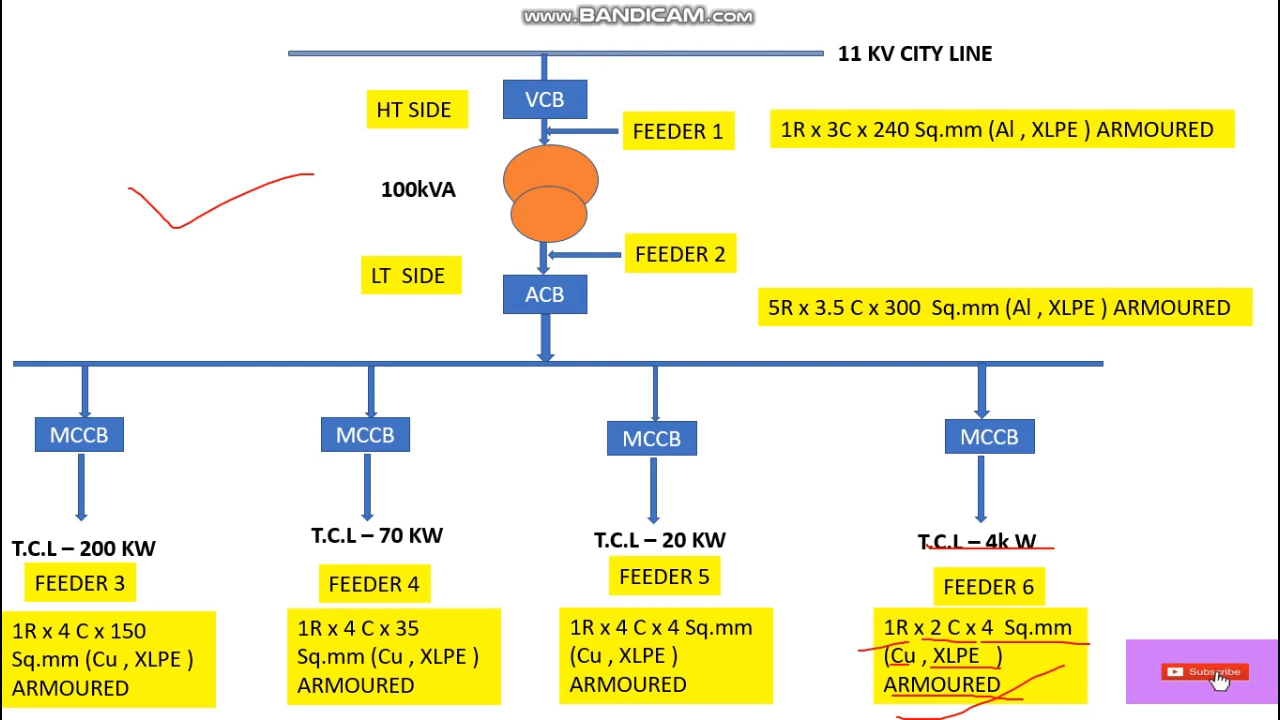 WWW.BANDICAM.COM
11 KV CITY LINE
HT SIDE
VCB
FEEDER 1
1R x 3C x 240 Sq.mm (Al , XLPE ) ARMOURED
100kVA
FEEDER 2
LT SIDE
ACB
5R x 3.5 C x 300 Sq.mm (Al , XLPE ) ARMOURED
MCCB
MCCB
MCCB
MCCB
T.C.L – 200 KW
FEEDER 3
1R x 4 C x 150
Sq.mm (Cu , XLPE )
ARMOURED
T.C.L – 70 KW
FEEDER 4
1R x 4 C x 35
Sq.mm (Cu , XLPE )
ARMOURED
T.C.L – 20 KW
FEEDER 5
1R x 4 C x 4 Sq.mm
(Cu , XLPE )
ARMOURED
T.C.L – 4k W
FEEDER 6
1R x 2 C x 4 Sq.mm
(Cu , XLPE )
ARMOURED
Subscribe